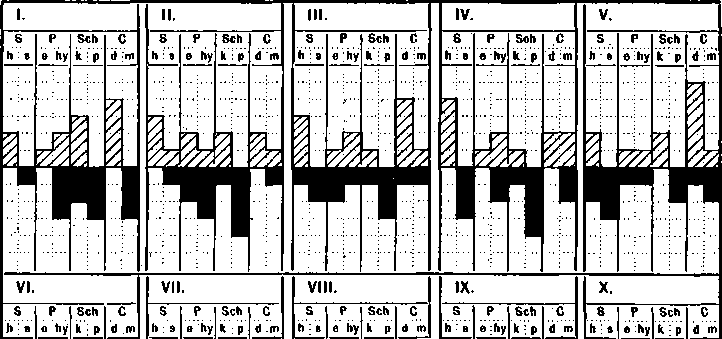 I. II. III. IV. V.
S P Sch C S P Sch C S P Sch C S P Sch C S P Sch C
h s e hy k p d m h s e hy k p d m h s e hy k p d m h s e hy k p d m h s e hy k p d m
VI. VII. VIII. IX. X.
S P Sch C S P Sch C S P Sch C S P Sch C S P Sch C
h s e hy k p d m h s e hy k p d m h s e hy k p d m h s e hy k p d m h s e hy k p d m